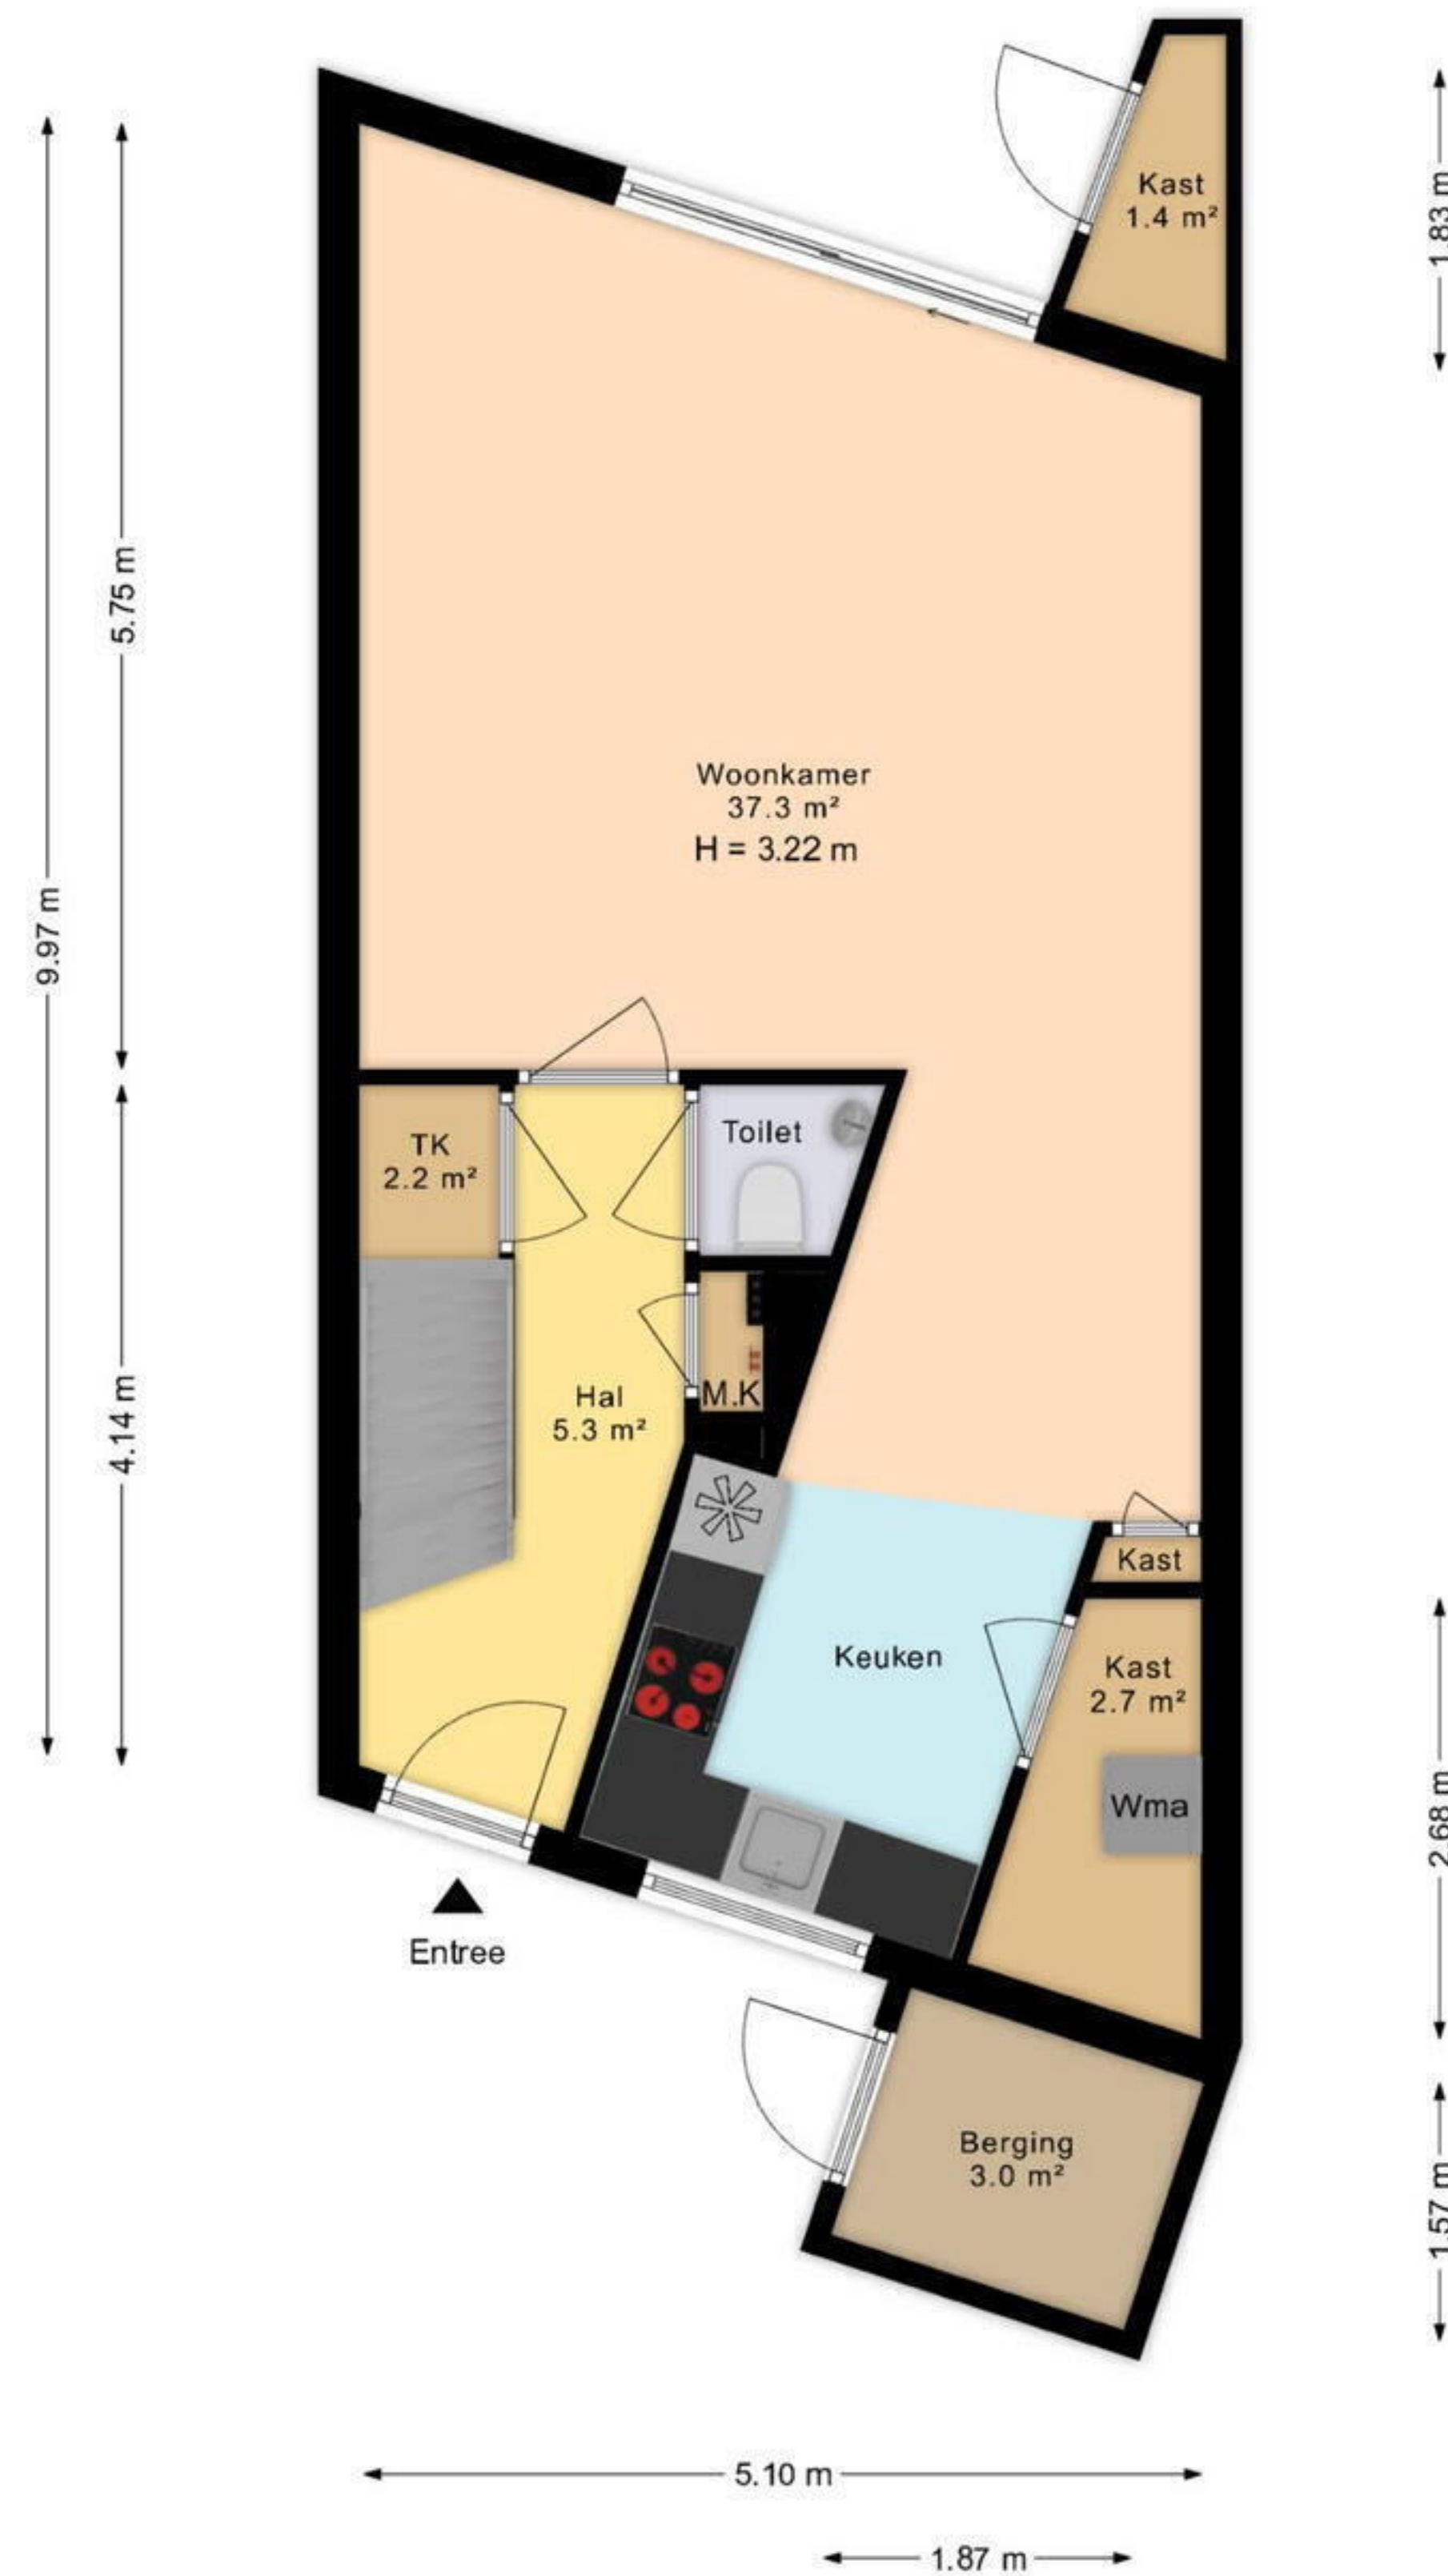 Kast
1.4 m²
1.83 m
5.75 m
Woonkamer
37.3 m²
H = 3.22 m
9.97 m
Toilet
TK
2.2 m²
4.14 m
Hal
5.3 m²
M.K
Kast
Keuken
Kast
2.7 m²
Wma
2.68 m
Entree
Berging
3.0 m²
1.57 m
5.10 m
1.87 m